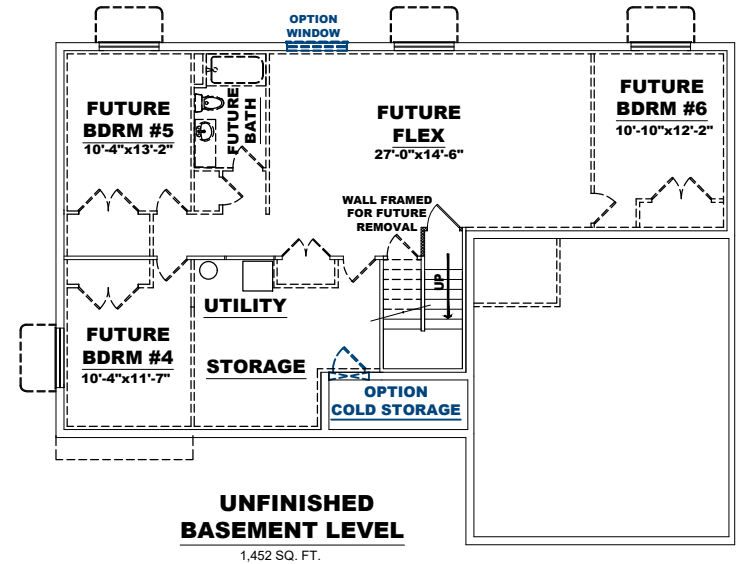 OPTION
WINDOW
FUTURE
BDRM #5
10'-4"x13'-2"
FUTURE
BATH
FUTURE
FLEX
27'-0"x14'-6"
FUTURE
BDRM #6
10'-10"x12'-2"
WALL FRAMED
FOR FUTURE
REMOVAL
UP
UTILITY
FUTURE
BDRM #4
10'-4"x11'-7"
STORAGE
OPTION
COLD STORAGE
UNFINISHED
BASEMENT LEVEL
1,452 SQ. FT.